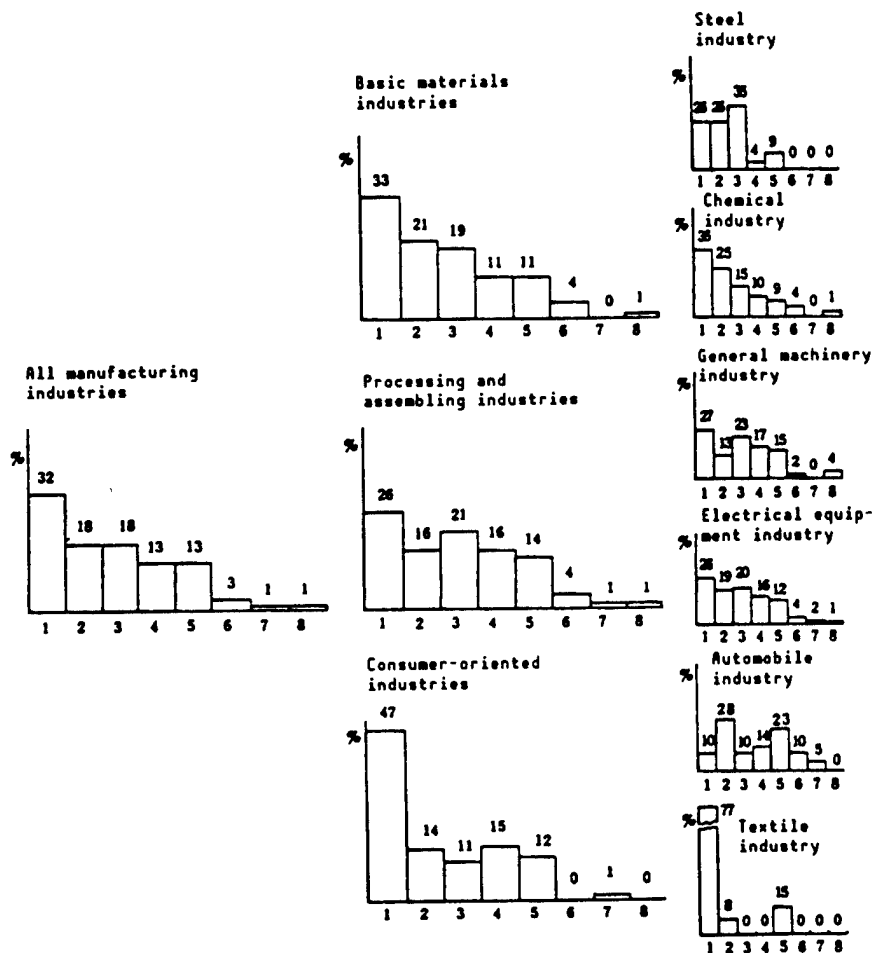 All manufacturing
industries
%
32
18 18
13 13
3
1 1
1 2 3 4 5 6 7 8
Basic materials
industries
%
33
21
19
11 11
4
0
1
1 2 3 4 5 6 7 8
Processing and
assembling industries
%
26
16
21
16
14
4
1 1
1 2 3 4 5 6 7 8
Consumer-oriented
industries
%
47
14
11
15
12
0
1
0
1 2 3 4 5 6 7 8
Steel
industry
%
26 26 35 4 9 0 0 0
1 2 3 4 5 6 7 8
Chemical
industry
%
36 25 15 10 9 4 0 1
1 2 3 4 5 6 7 8
General machinery
industry
%
27 13 23 17 15 2 0 4
1 2 3 4 5 6 7 8
Electrical equip-
ment industry
%
26 19 20 16 12 4 2 1
1 2 3 4 5 6 7 8
Automobile
industry
%
10 28 10 14 23 10 5 0
1 2 3 4 5 6 7 8
Textile
industry
%
77 8 0 0 15 0 0 0
1 2 3 4 5 6 7 8